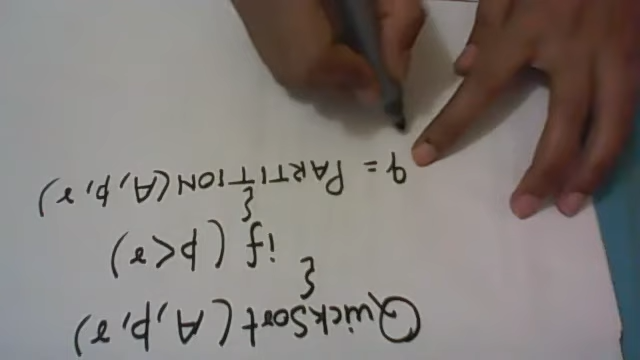 QuickSort(A,p,r)
{
if (p<r)
{
q = PARTITION(A,p,r)